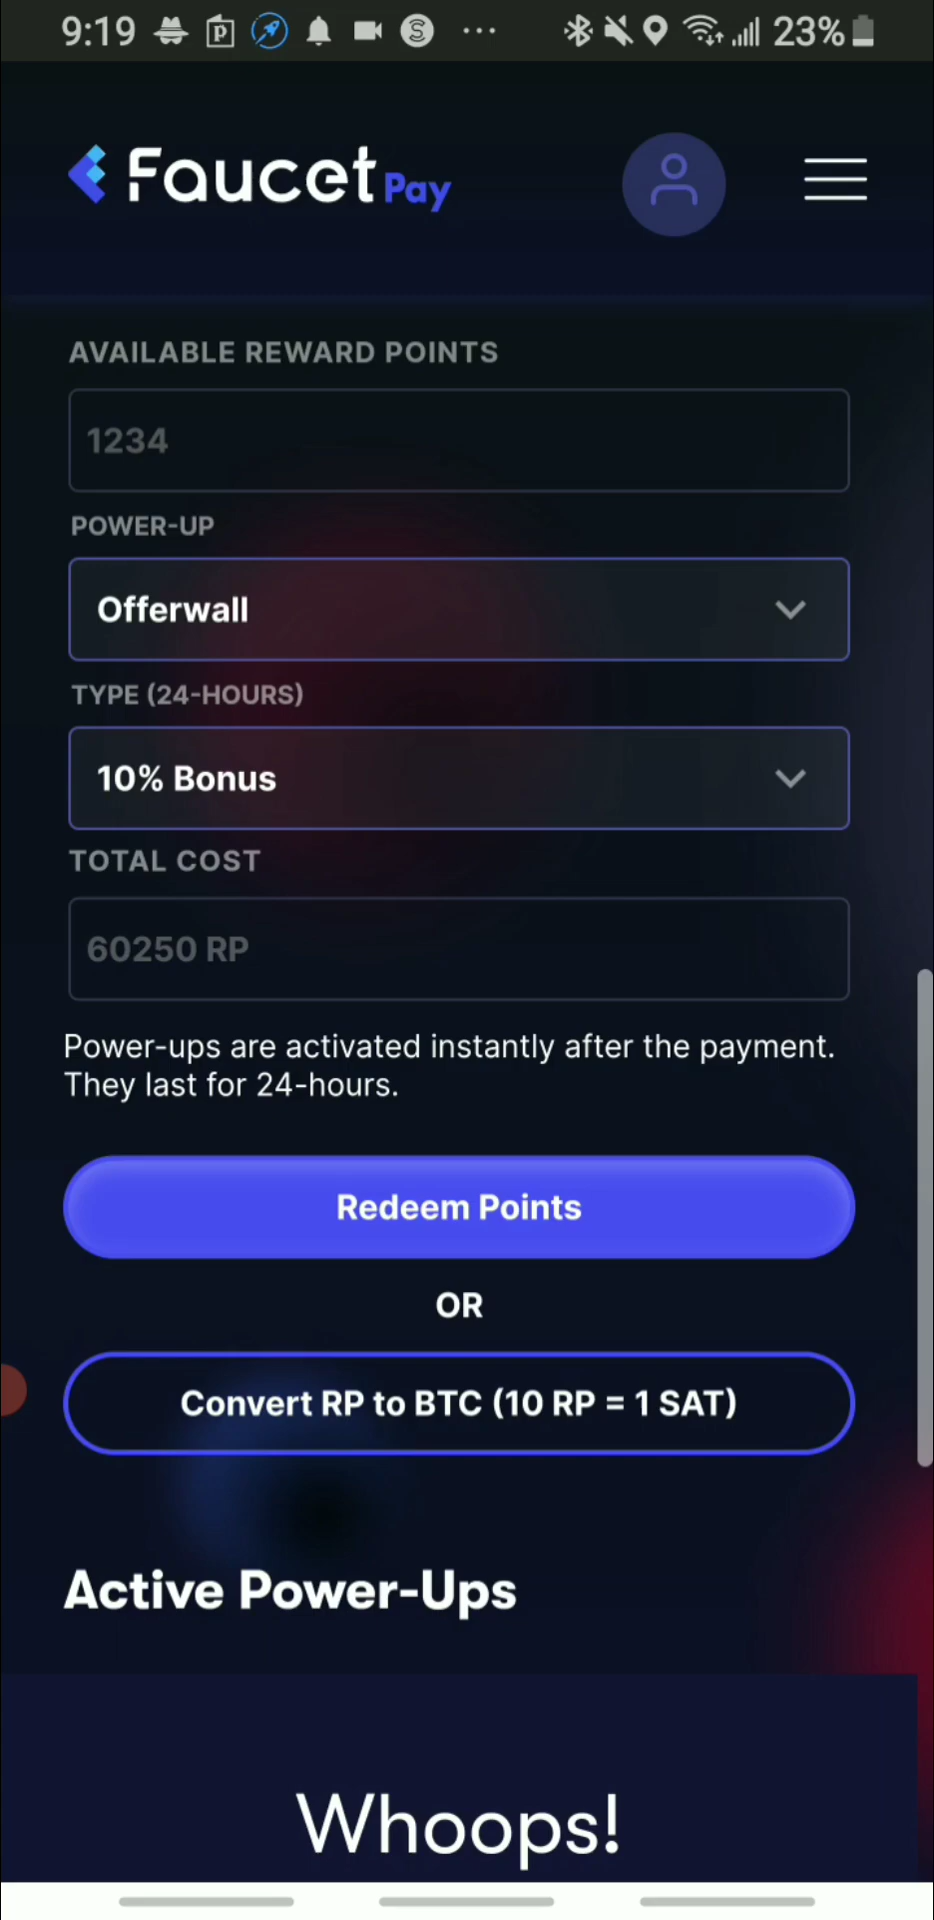 9:19 23%
Faucet Pay
AVAILABLE REWARD POINTS
1234
POWER-UP
Offerwall
TYPE (24-HOURS)
10% Bonus
TOTAL COST
60250 RP
Power-ups are activated instantly after the payment.
They last for 24-hours.
Redeem Points
OR
Convert RP to BTC (10 RP = 1 SAT)
Active Power-Ups
Whoops!